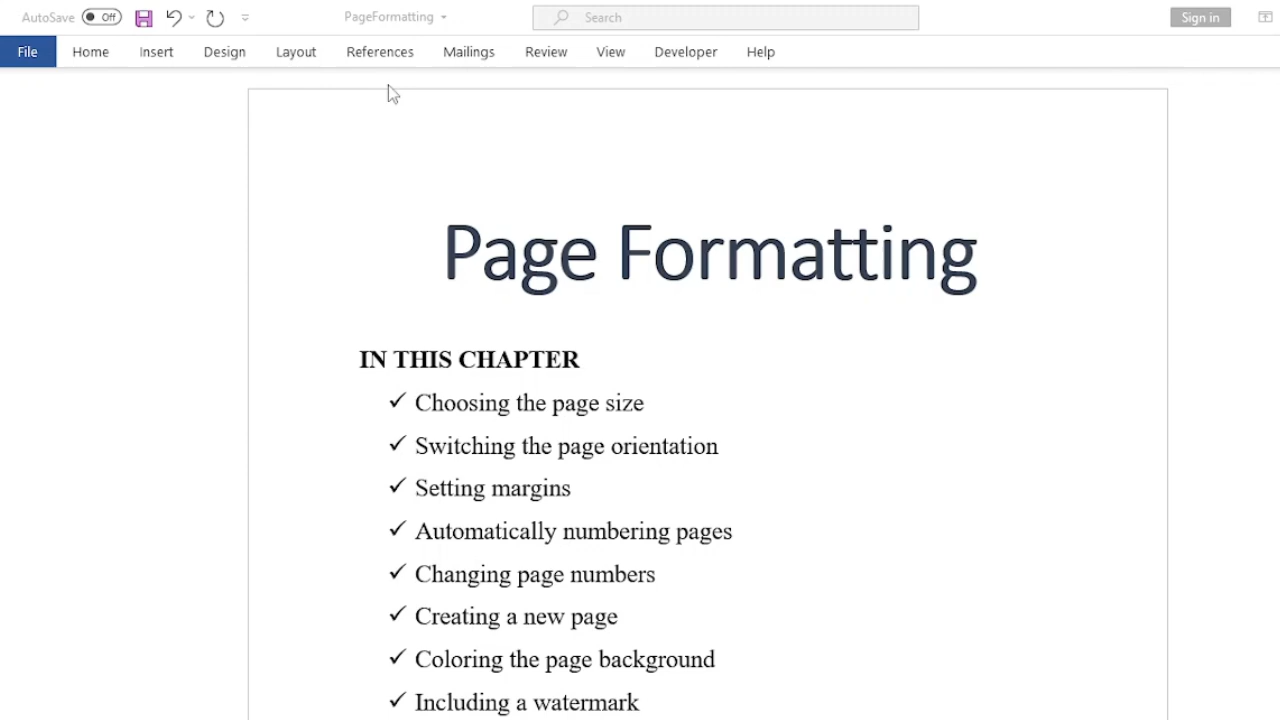 AutoSave Off PageFormatting Search Sign in
File Home Insert Design Layout References Mailings Review View Developer Help
Page Formatting
IN THIS CHAPTER
✓ Choosing the page size
✓ Switching the page orientation
✓ Setting margins
✓ Automatically numbering pages
✓ Changing page numbers
✓ Creating a new page
✓ Coloring the page background
✓ Including a watermark